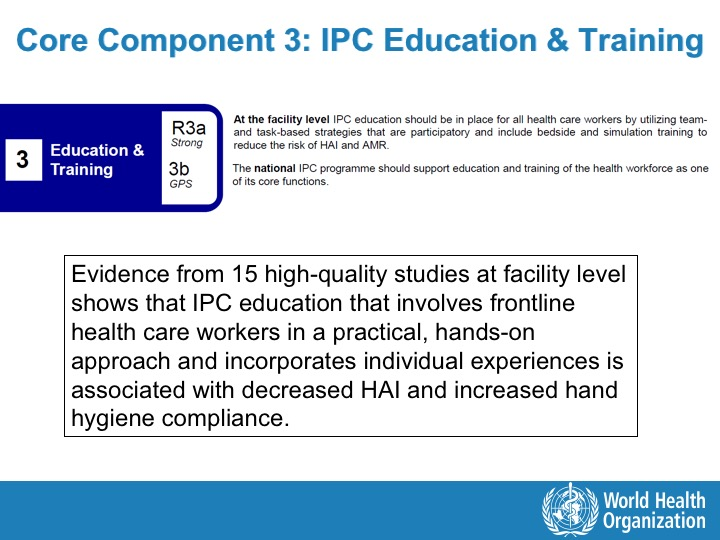 Core Component 3: IPC Education & Training
3
Education &
Training
R3a
Strong
3b
GPS
At the facility level IPC education should be in place for all health care workers by utilizing team-
and task-based strategies that are participatory and include bedside and simulation training to
reduce the risk of HAI and AMR.
The national IPC programme should support education and training of the health workforce as one
of its core functions.
Evidence from 15 high-quality studies at facility level
shows that IPC education that involves frontline
health care workers in a practical, hands-on
approach and incorporates individual experiences is
associated with decreased HAI and increased hand
hygiene compliance.
World Health
Organization